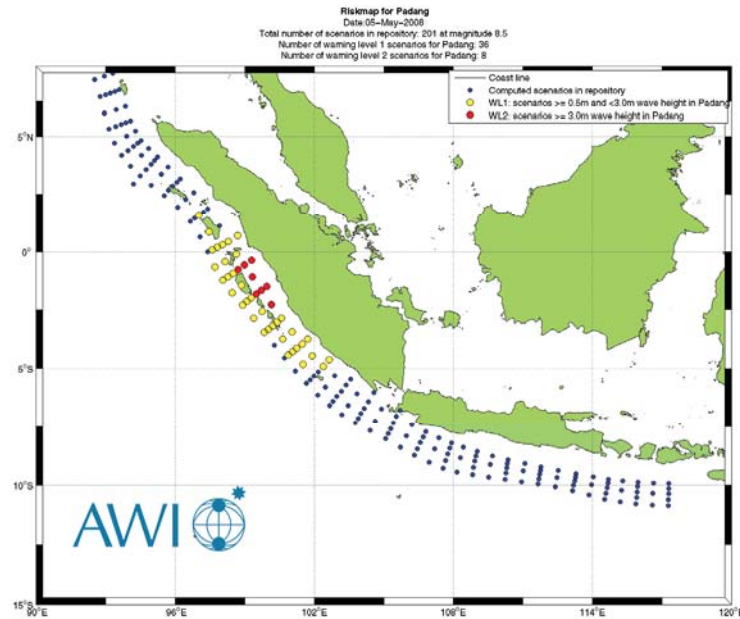 Riskmap for Padang
Date:05-May-2008
Total number of scenarios in repository: 201 at magnitude 8.5
Number of warning level 1 scenarios for Padang: 36
Number of warning level 2 scenarios for Padang: 8
Coast line
Computed scenarios in repository
WL1: scenarios >= 0.5m and <3.0m wave height in Padang
WL2: scenarios >= 3.0m wave height in Padang
5°N
0°
5°S
10°S
15°S
90°E 96°E 102°E 108°E 114°E 120°E
AWI